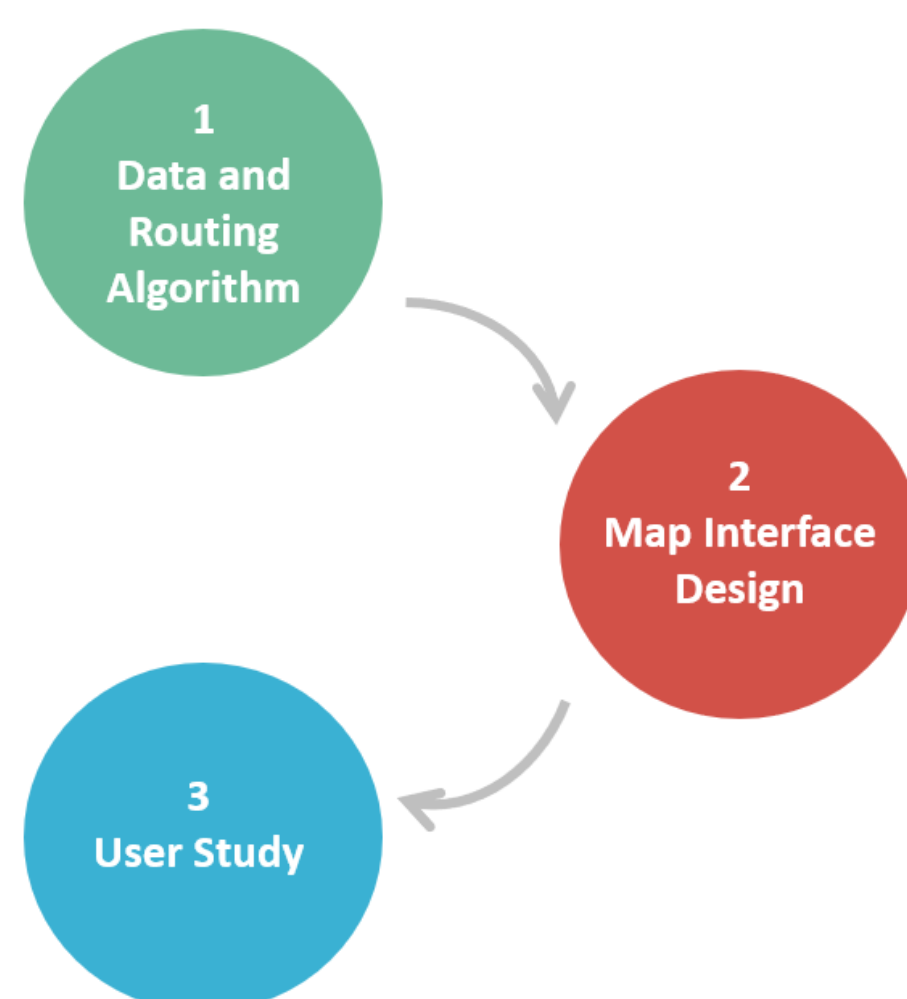 1
Data and
Routing
Algorithm
2
Map Interface
Design
3
User Study